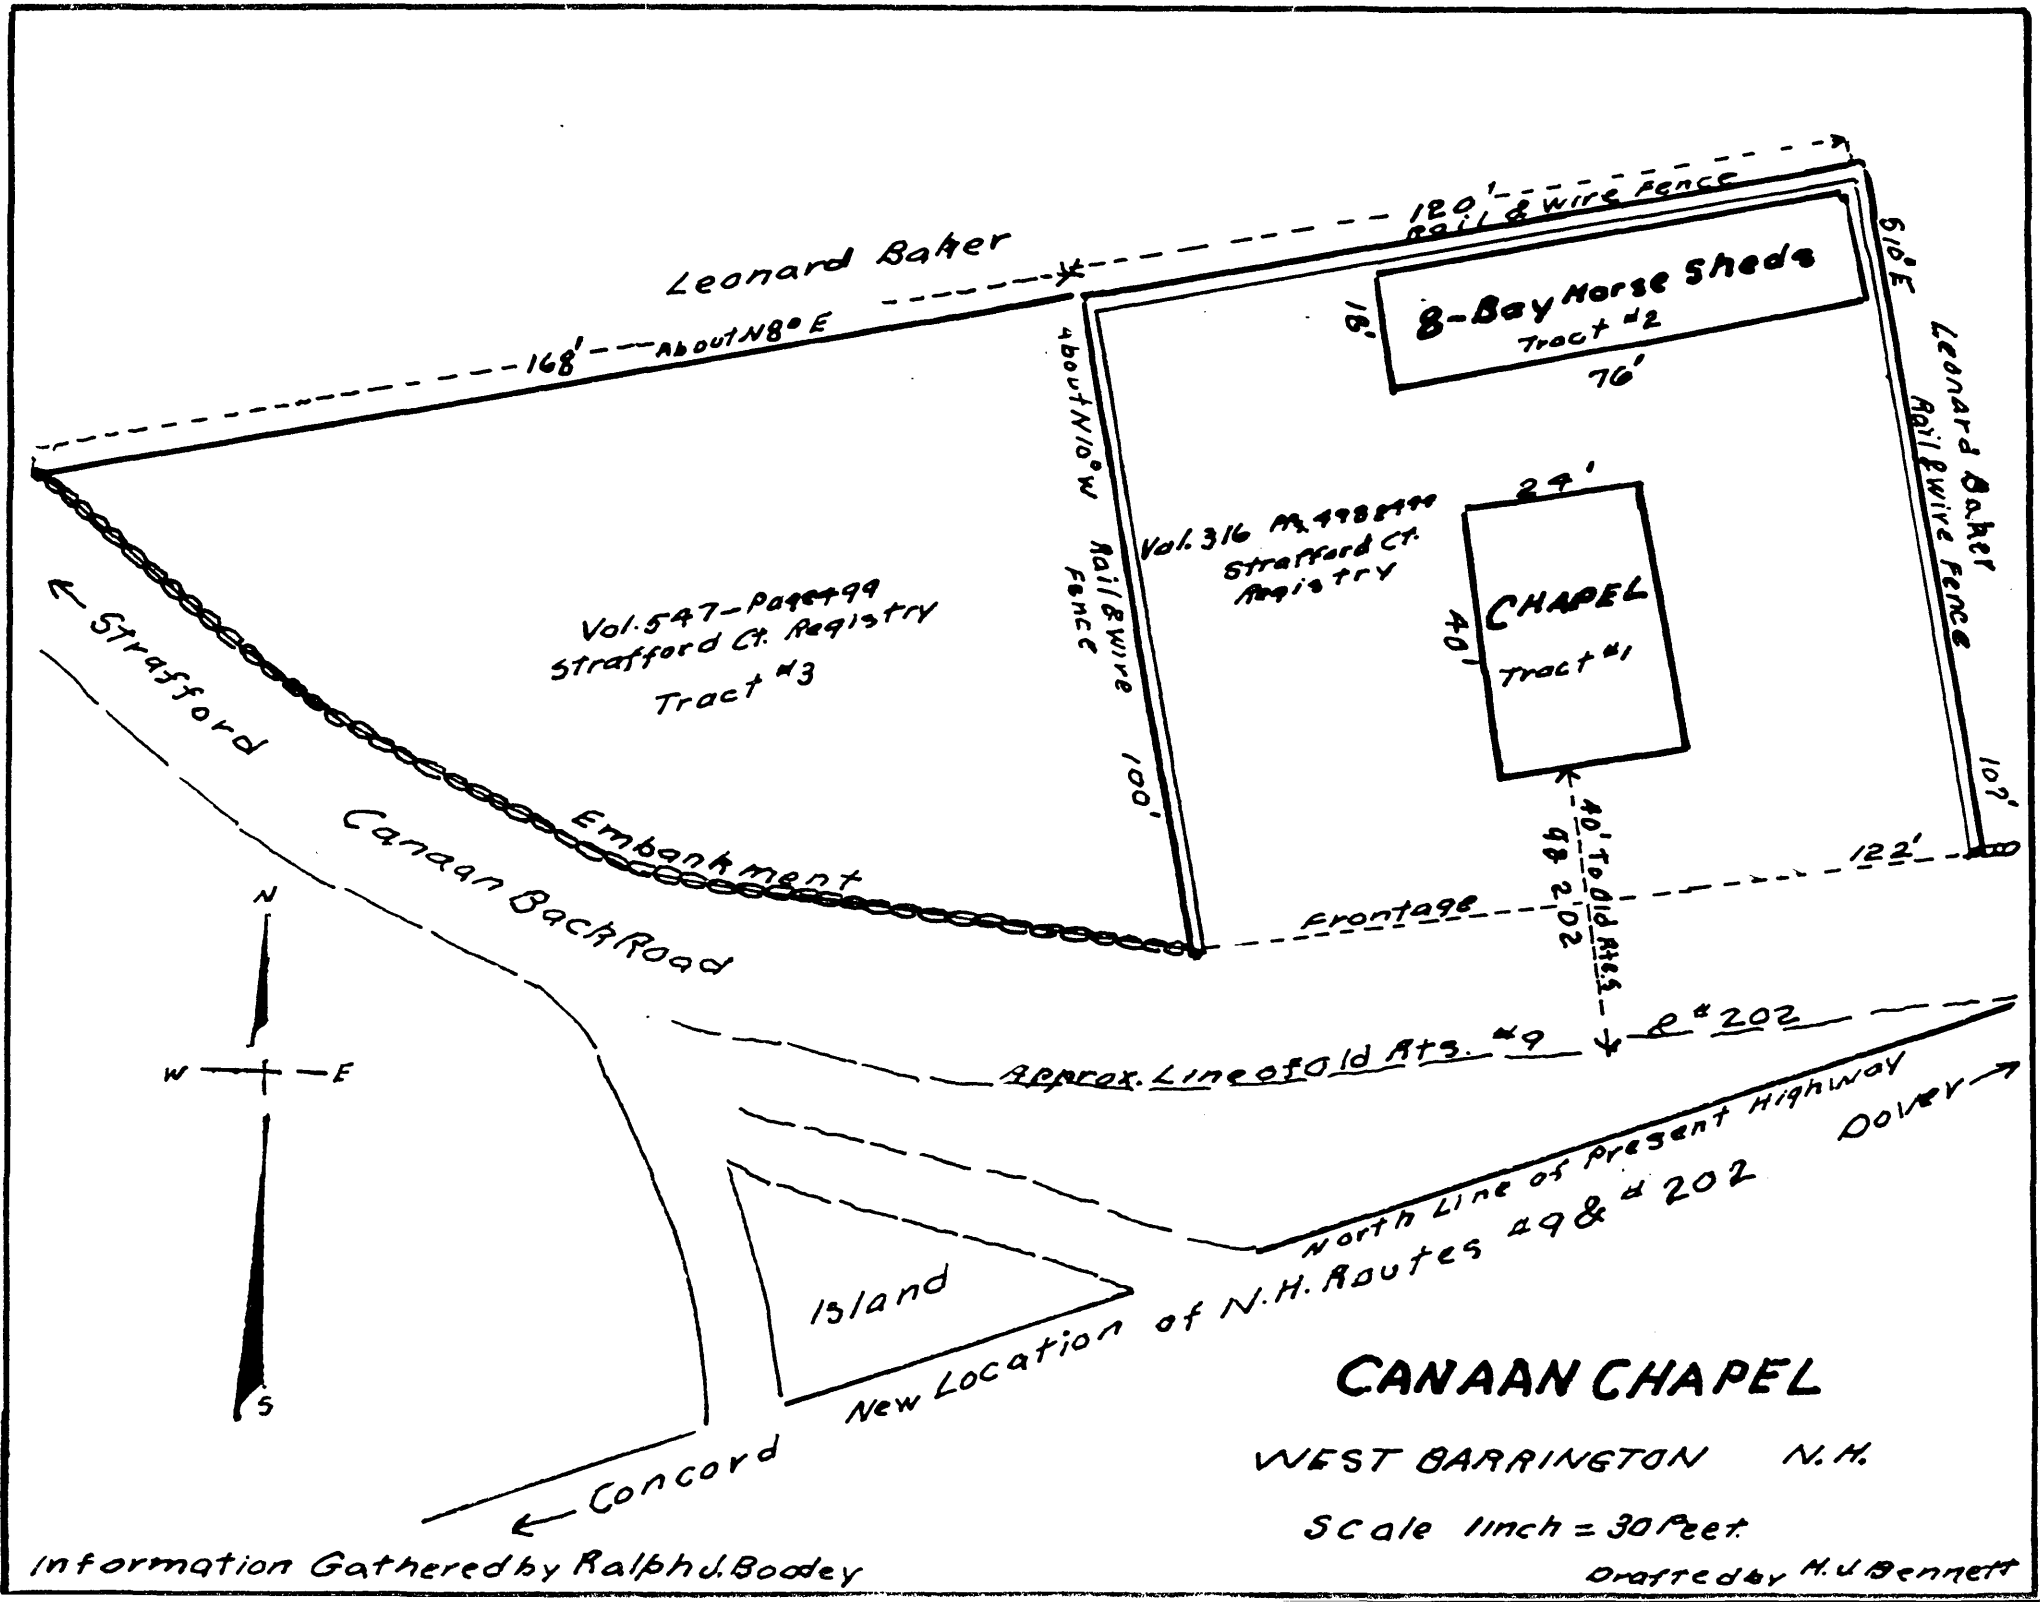 120'
Rail & Wire Fence
Leonard Baker
168'
About N8° E
8-Bay Horse Sheds
Tract #2
18'
76'
S10°E
Leonard Baker
Rail & Wire Fence
107'
About N10°W
Rail & Wire
Fence
100'
Vol. 316
Strafford Ct.
Registry
24'
40'
CHAPEL
Tract #1
Vol. 547-Page 499
Strafford Ct. Registry
Tract #3
Strafford
Embankment
Canaan Back Road
Frontage
122'
40' To Old Rtes
9& 202
Approx. Line of Old Rts. #9 & #202
North Line of Present Highway
Dover
New Location of N.H. Routes #9 & #202
Island
Concord
N
W E
S
CANAAN CHAPEL
WEST BARRINGTON N.H.
Scale 1 inch = 30 Feet.
Information Gathered by Ralph J. Boodey
Drafted by H. J. Bennett